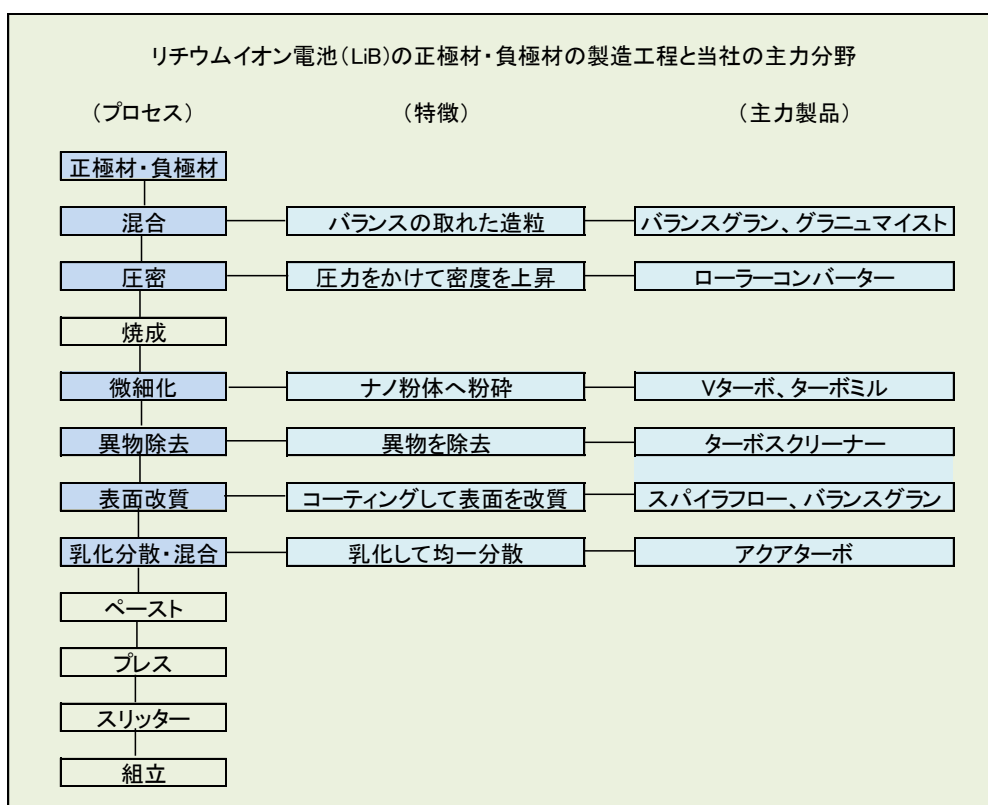 リチウムイオン電池(LiB)の正極材・負極材の製造工程と当社の主力分野
(プロセス) (特徴) (主力製品)
正極材・負極材
混合 バランスの取れた造粒 バランスグラン、グラニュマイスト
圧密 圧力をかけて密度を上昇 ローラーコンバーター
焼成
微細化 ナノ粉体へ粉砕 Vターボ、ターボミル
異物除去 異物を除去 ターボスクリーナー
表面改質 コーティングして表面を改質 スパイラフロー、バランスグラン
乳化分散・混合 乳化して均一分散 アクアターボ
ペースト
プレス
スリッター
組立